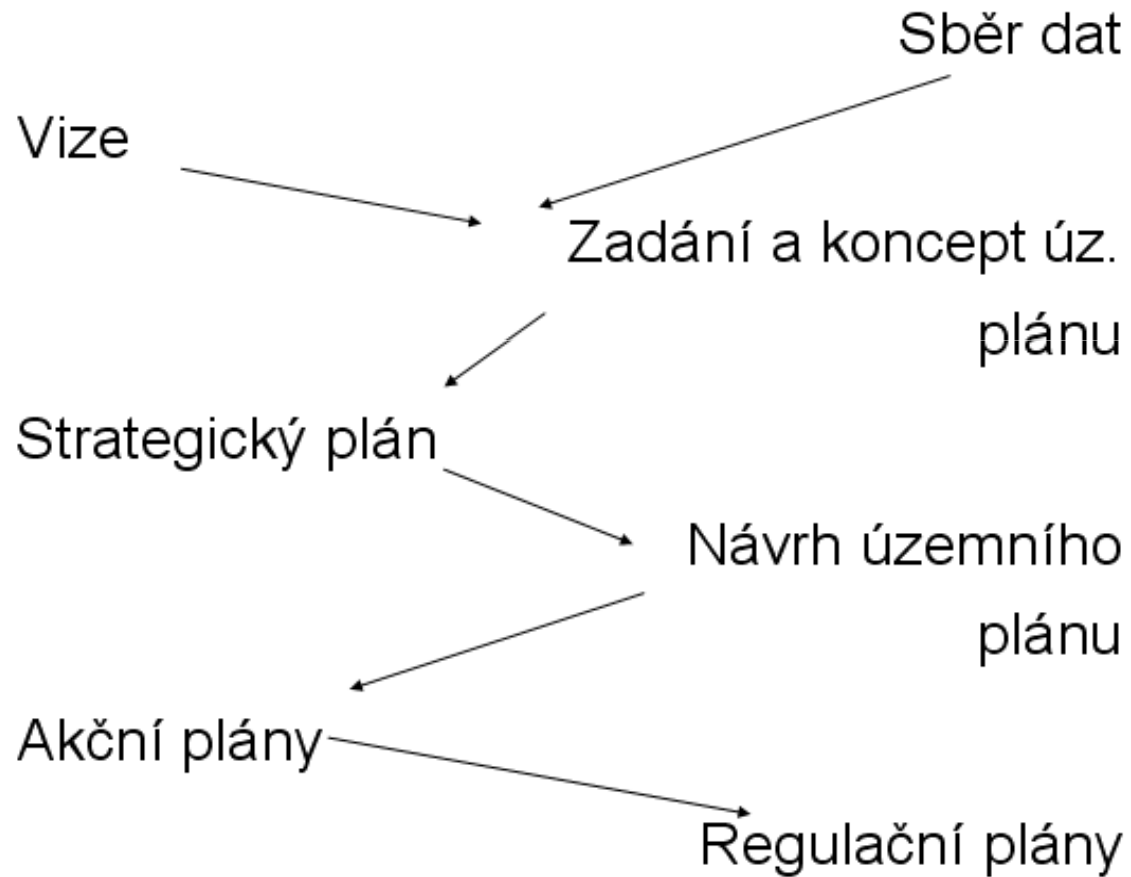 Sběr dat
Vize
Zadání a koncept úz.
plánu
Strategický plán
Návrh územního
plánu
Akční plány
Regulační plány